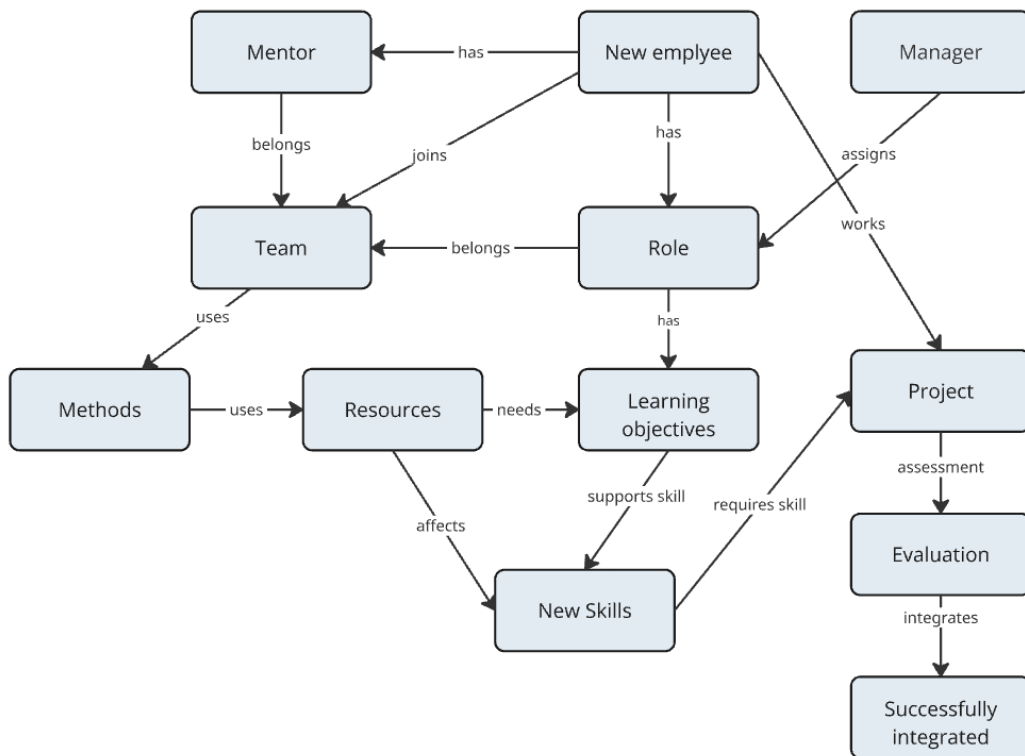 Mentor
has
New emplyee
Manager
belongs
joins
has
assigns
works
Team
belongs
Role
uses
has
Methods
uses
Resources
needs
Learning
objectives
Project
affects
supports skill
requires skill
assessment
New Skills
Evaluation
integrates
Successfully
integrated